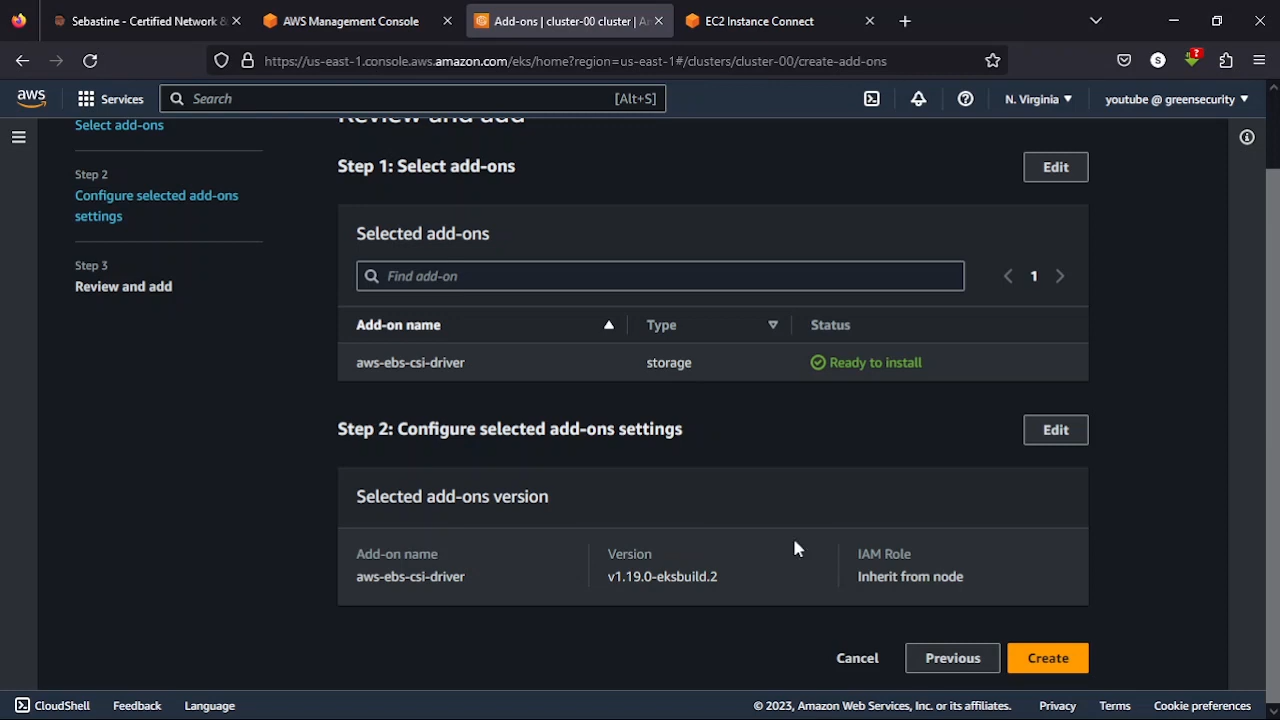 Sebastine - Certified Network &
AWS Management Console
Add-ons | cluster-00 cluster | A
EC2 Instance Connect
https://us-east-1.console.aws.amazon.com/eks/home?region=us-east-1#/clusters/cluster-00/create-add-ons
S
?
aws
Services
Search
[Alt+S]
N. Virginia
youtube @ greensecurity
Select add-ons
Step 2
Configure selected add-ons
settings
Step 3
Review and add
Review and add
Step 1: Select add-ons
Edit
Selected add-ons
Find add-on
1
Add-on name
Type
Status
aws-ebs-csi-driver
storage
Ready to install
Step 2: Configure selected add-ons settings
Edit
Selected add-ons version
Add-on name
Version
IAM Role
aws-ebs-csi-driver
v1.19.0-eksbuild.2
Inherit from node
Cancel
Previous
Create
CloudShell
Feedback
Language
© 2023, Amazon Web Services, Inc. or its affiliates.
Privacy
Terms
Cookie preferences